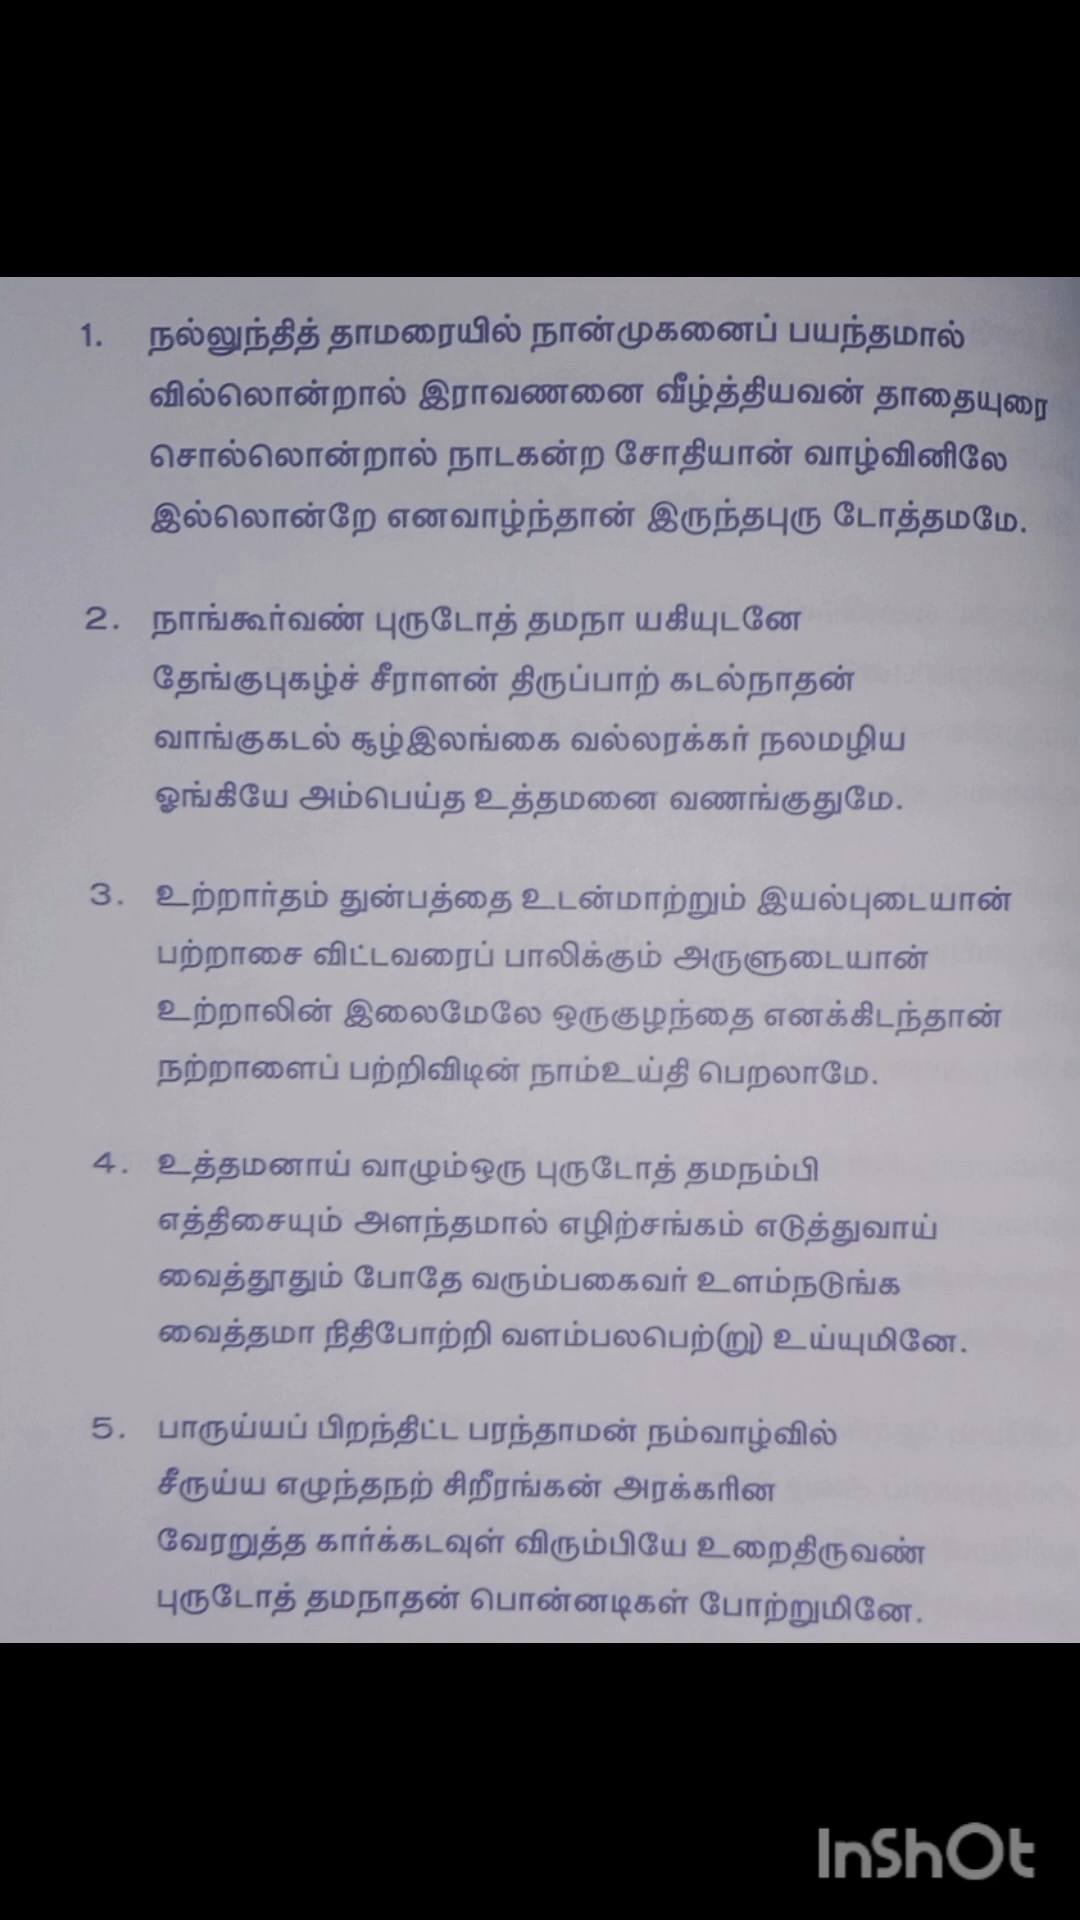 1. நல்லுந்தித் தாமரையில் நான்முகனைப் பயந்தமால்
வில்லொன்றால் இராவணனை வீழ்த்தியவன் தாதையுரை
சொல்லொன்றால் நாடகன்ற சோதியான் வாழ்வினிலே
இல்லொன்றே எனவாழ்ந்தான் இருந்தபுரு டோத்தமமே.
2. நாங்கூர்வண் புருடோத் தமநா யகியுடனே
தேங்குபுகழ்ச் சீராளன் திருப்பாற் கடல்நாதன்
வாங்குகடல் சூழ்இலங்கை வல்லரக்கர் நலமழிய
ஓங்கியே அம்பெய்த உத்தமனை வணங்குதுமே.
3. உற்றார்தம் துன்பத்தை உடன்மாற்றும் இயல்புடையான்
பற்றாசை விட்டவரைப் பாலிக்கும் அருளுடையான்
உற்றாலின் இலைமேலே ஒருகுழந்தை எனக்கிடந்தான்
நற்றாளைப் பற்றிவிடின் நாம்உய்தி பெறலாமே.
4. உத்தமனாய் வாழும்ஒரு புருடோத் தமநம்பி
எத்திசையும் அளந்தமால் எழிற்சங்கம் எடுத்துவாய்
வைத்தூதும் போதே வரும்பகைவர் உளம்நடுங்க
வைத்தமா நிதிபோற்றி வளம்பலபெற்(று) உய்யுமினே.
5. பாருய்யப் பிறந்திட்ட பரந்தாமன் நம்வாழ்வில்
சீருய்ய எழுந்தநற் சிறீரங்கன் அரக்கரின
வேரறுத்த கார்க்கடவுள் விரும்பியே உறைதிருவண்
புருடோத் தமநாதன் பொன்னடிகள் போற்றுமினே.
InShOt